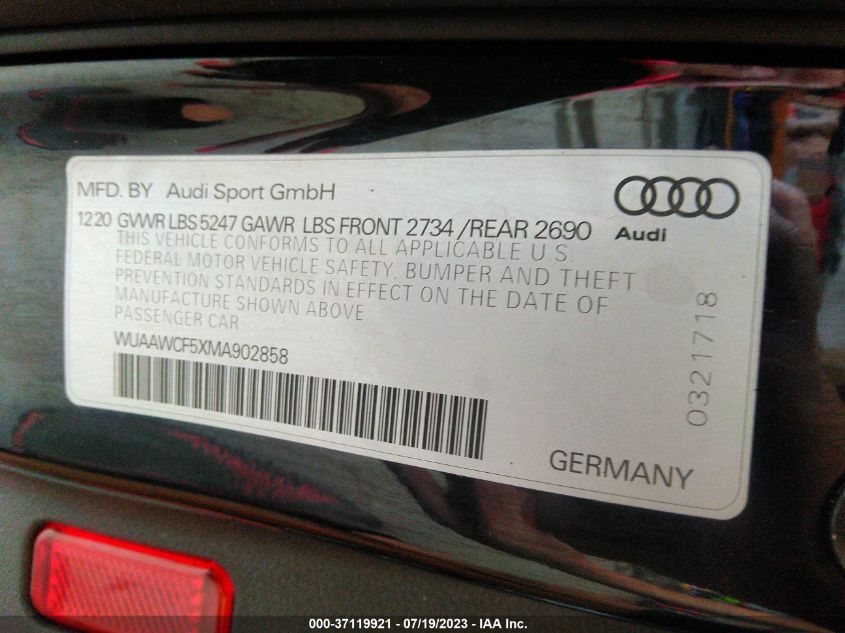 MFD. BY Audi Sport GmbH
1220 GVWR LBS 5247 GAWR LBS FRONT 2734 /REAR 2690
THIS VEHICLE CONFORMS TO ALL APPLICABLE U.S.
FEDERAL MOTOR VEHICLE SAFETY, BUMPER AND THEFT
PREVENTION STANDARDS IN EFFECT ON THE DATE OF
MANUFACTURE SHOWN ABOVE
PASSENGER CAR
WUAAWCF5XMA902858
Audi
0321718
GERMANY
000-37119921 - 07/19/2023 - IAA Inc.